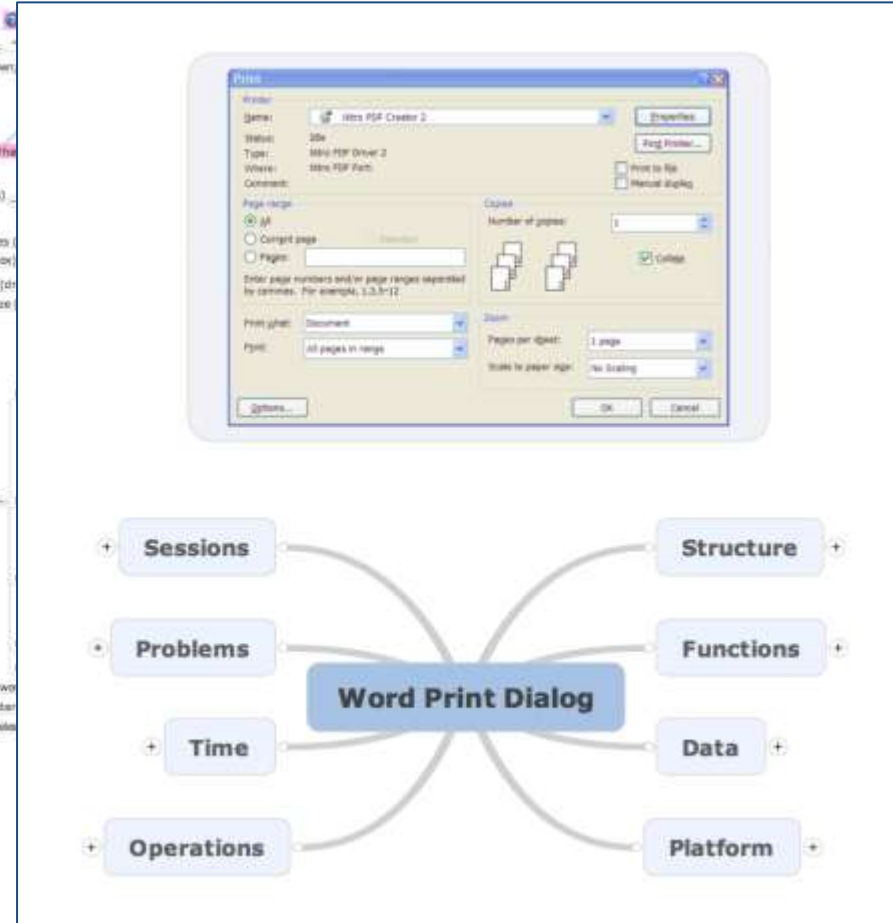 Print
Printer
Name: Nitro PDF Creator 2
Properties
Status: Idle
Find Printer...
Type: Nitro PDF Driver 2
Where: Nitro PDF Port:
Print to file
Comment:
Manual duplex
Page range
All
Current page
Selection
Pages:
Enter page numbers and/or page ranges separated
by commas. For example, 1,3,5-12
Copies
Number of copies: 1
Collate
Print what: Document
Print: All pages in range
Zoom
Pages per sheet: 1 page
Scale to paper size: No Scaling
Options...
OK
Cancel
Sessions
Structure
Problems
Functions
Word Print Dialog
Time
Data
Operations
Platform